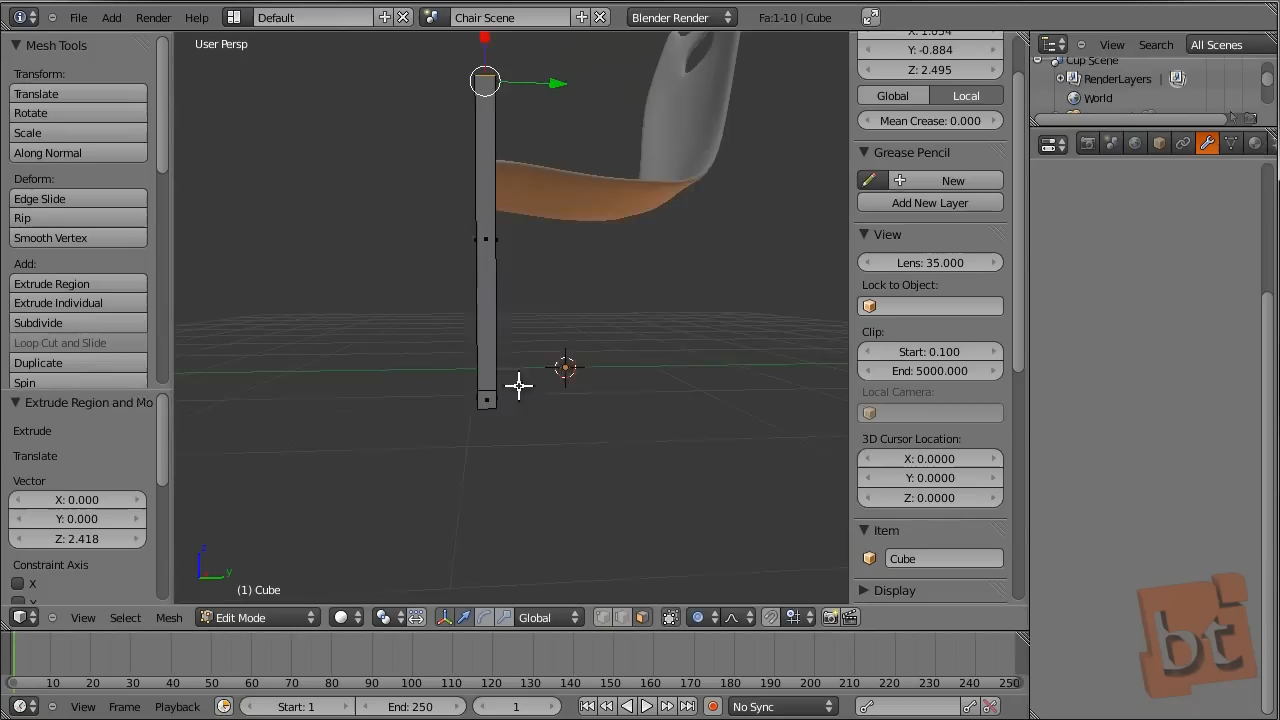 File Add Render Help Default Chair Scene Blender Render Fa:1-10 | Cube
Mesh Tools
Transform:
Translate
Rotate
Scale
Along Normal
Deform:
Edge Slide
Rip
Smooth Vertex
Add:
Extrude Region
Extrude Individual
Subdivide
Loop Cut and Slide
Duplicate
Spin
Extrude Region and Mo
Extrude
Translate
Vector
X: 0.000
Y: 0.000
Z: 2.418
Constraint Axis
X
User Persp
z
y
(1) Cube
X: 1.054
Y: -0.884
Z: 2.495
Global Local
Mean Crease: 0.000
Grease Pencil
New
Add New Layer
View
Lens: 35.000
Lock to Object:
Clip:
Start: 0.100
End: 5000.000
Local Camera:
3D Cursor Location:
X: 0.0000
Y: 0.0000
Z: 0.0000
Item
Cube
Display
View Search All Scenes
Cup Scene
RenderLayers |
World
View Select Mesh Edit Mode Global
10 20 30 40 50 60 70 80 90 100 110 120 130 140 150 160 170 180 190 200 210 220 230 240 250
View Frame Playback Start: 1 End: 250 1 No Sync
bt